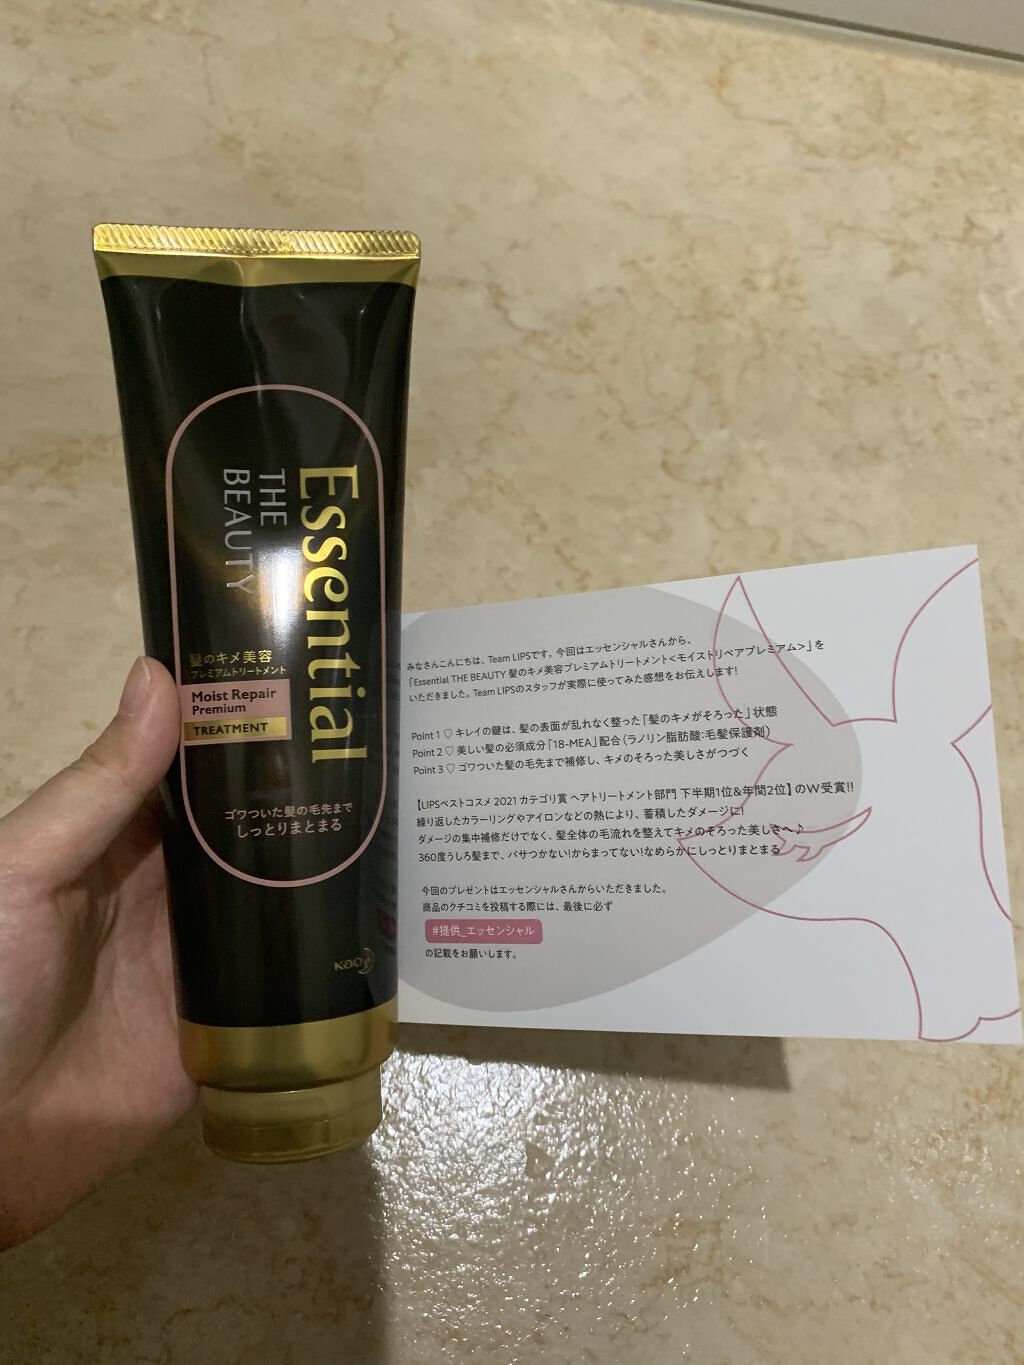 Essential
THE
BEAUTY
髪のキメ美容
プレミアムトリートメント
Moist Repair
Premium
TREATMENT
ゴワついた髪の毛先まで
しっとりまとまる
Kao
みなさんこんにちは、Team LIPSです。今回はエッセンシャルさんから、
「Essential THE BEAUTY 髪のキメ美容プレミアムトリートメント<モイストリペアプレミアム>」を
いただきました。Team LIPSのスタッフが実際に使ってみた感想をお伝えします!
Point 1 ♡ キレイの鍵は、髪の表面が乱れなく整った「髪のキメがそろった」状態
Point 2 ♡ 美しい髪の必須成分「18-MEA」配合(ラノリン脂肪酸:毛髪保護剤)
Point 3 ♡ ゴワついた髪の毛先まで補修し、キメのそろった美しさがつづく
【LIPSベストコスメ 2021 カテゴリ賞 ヘアトリートメント部門 下半期1位&年間2位】のW受賞!!
繰り返したカラーリングやアイロンなどの熱により、蓄積したダメージに!
ダメージの集中補修だけでなく、髪全体の毛流れを整えてキメのそろった美しさへ♪
360度うしろ髪まで、パサつかない!からまってない!なめらかにしっとりまとまる
今回のプレゼントはエッセンシャルさんからいただきました。
商品のクチコミを投稿する際には、最後に必ず
#提供_エッセンシャル
の記載をお願いします。